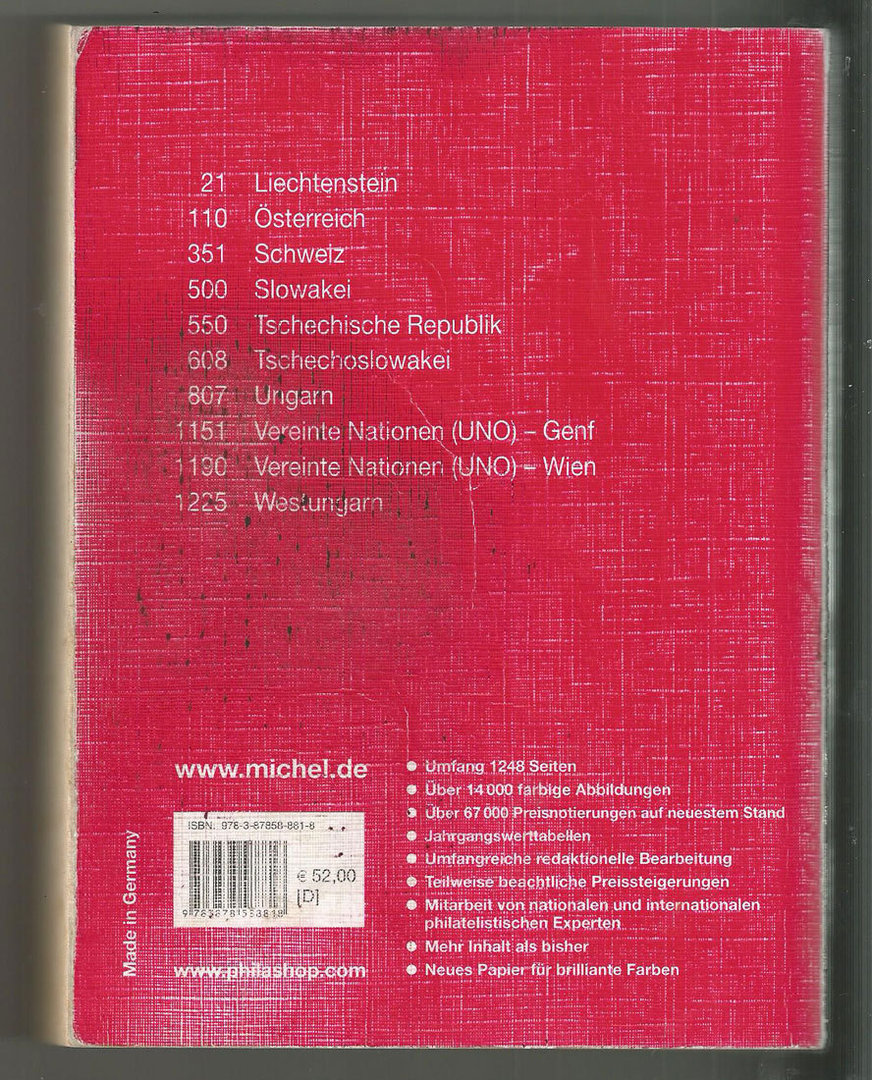 21 Liechtenstein
110 Österreich
351 Schweiz
500 Slowakei
550 Tschechische Republik
608 Tschechoslowakei
807 Ungarn
1151 Vereinte Nationen (UNO) – Genf
1190 Vereinte Nationen (UNO) – Wien
1225 Westungarn
www.michel.de
ISBN: 978-3-87858-881-8
€ 52,00
[D]
9 783878 588818
www.philashop.com
Made in Germany
● Umfang 1248 Seiten
● Über 14 000 farbige Abbildungen
● Über 67 000 Preisnotierungen auf neuestem Stand
● Jahrgangswerttabellen
● Umfangreiche redaktionelle Bearbeitung
● Teilweise beachtliche Preissteigerungen
● Mitarbeit von nationalen und internationalen
philatelistischen Experten
● Mehr Inhalt als bisher
● Neues Papier für brilliante Farben